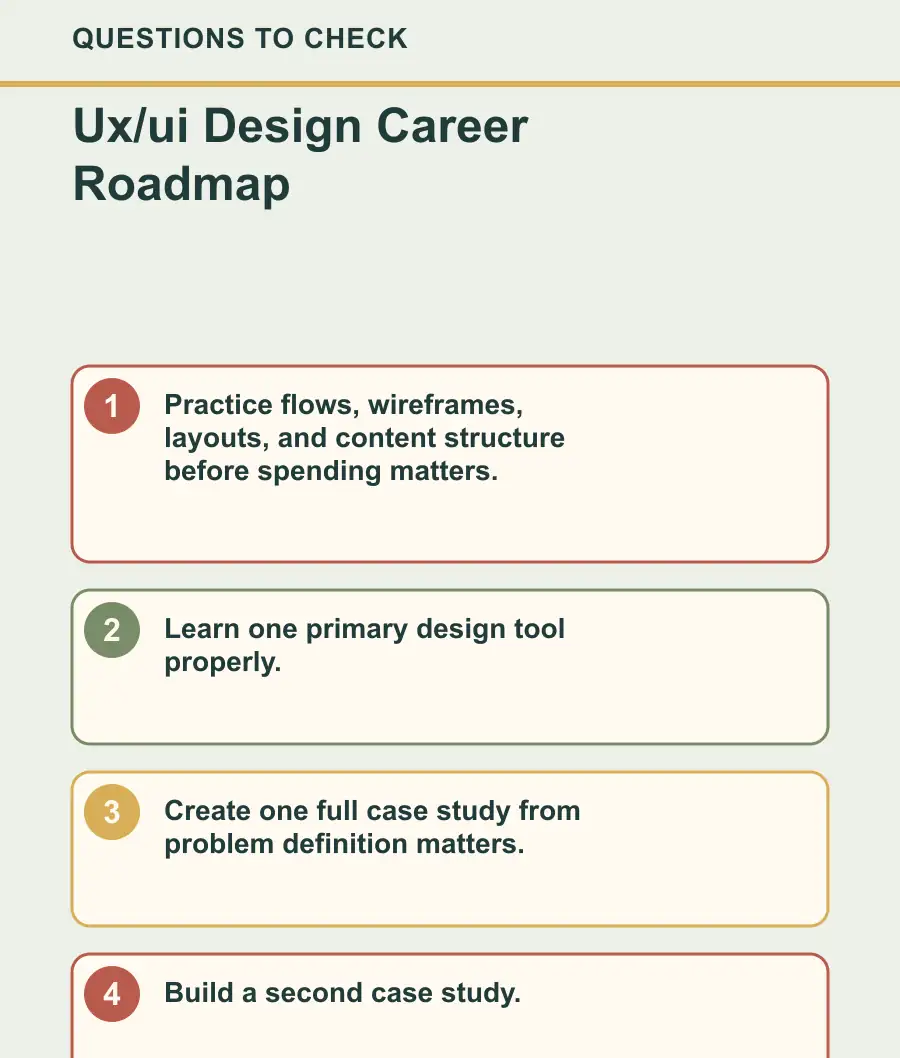 QUESTIONS TO CHECK
Ux/ui Design Career
Roadmap
1
Practice flows, wireframes,
layouts, and content structure
before spending matters.
2
Learn one primary design tool
properly.
3
Create one full case study from
problem definition matters.
4
Build a second case study.